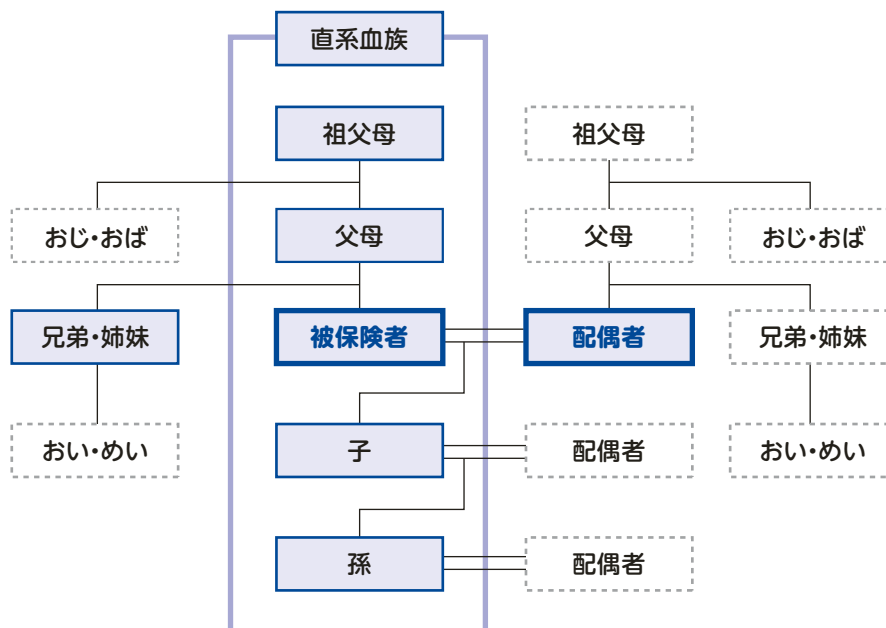 直系血族
祖父母
祖父母
おじ・おば
父母
父母
おじ・おば
兄弟・姉妹
被保険者
配偶者
兄弟・姉妹
おい・めい
子
配偶者
おい・めい
孫
配偶者